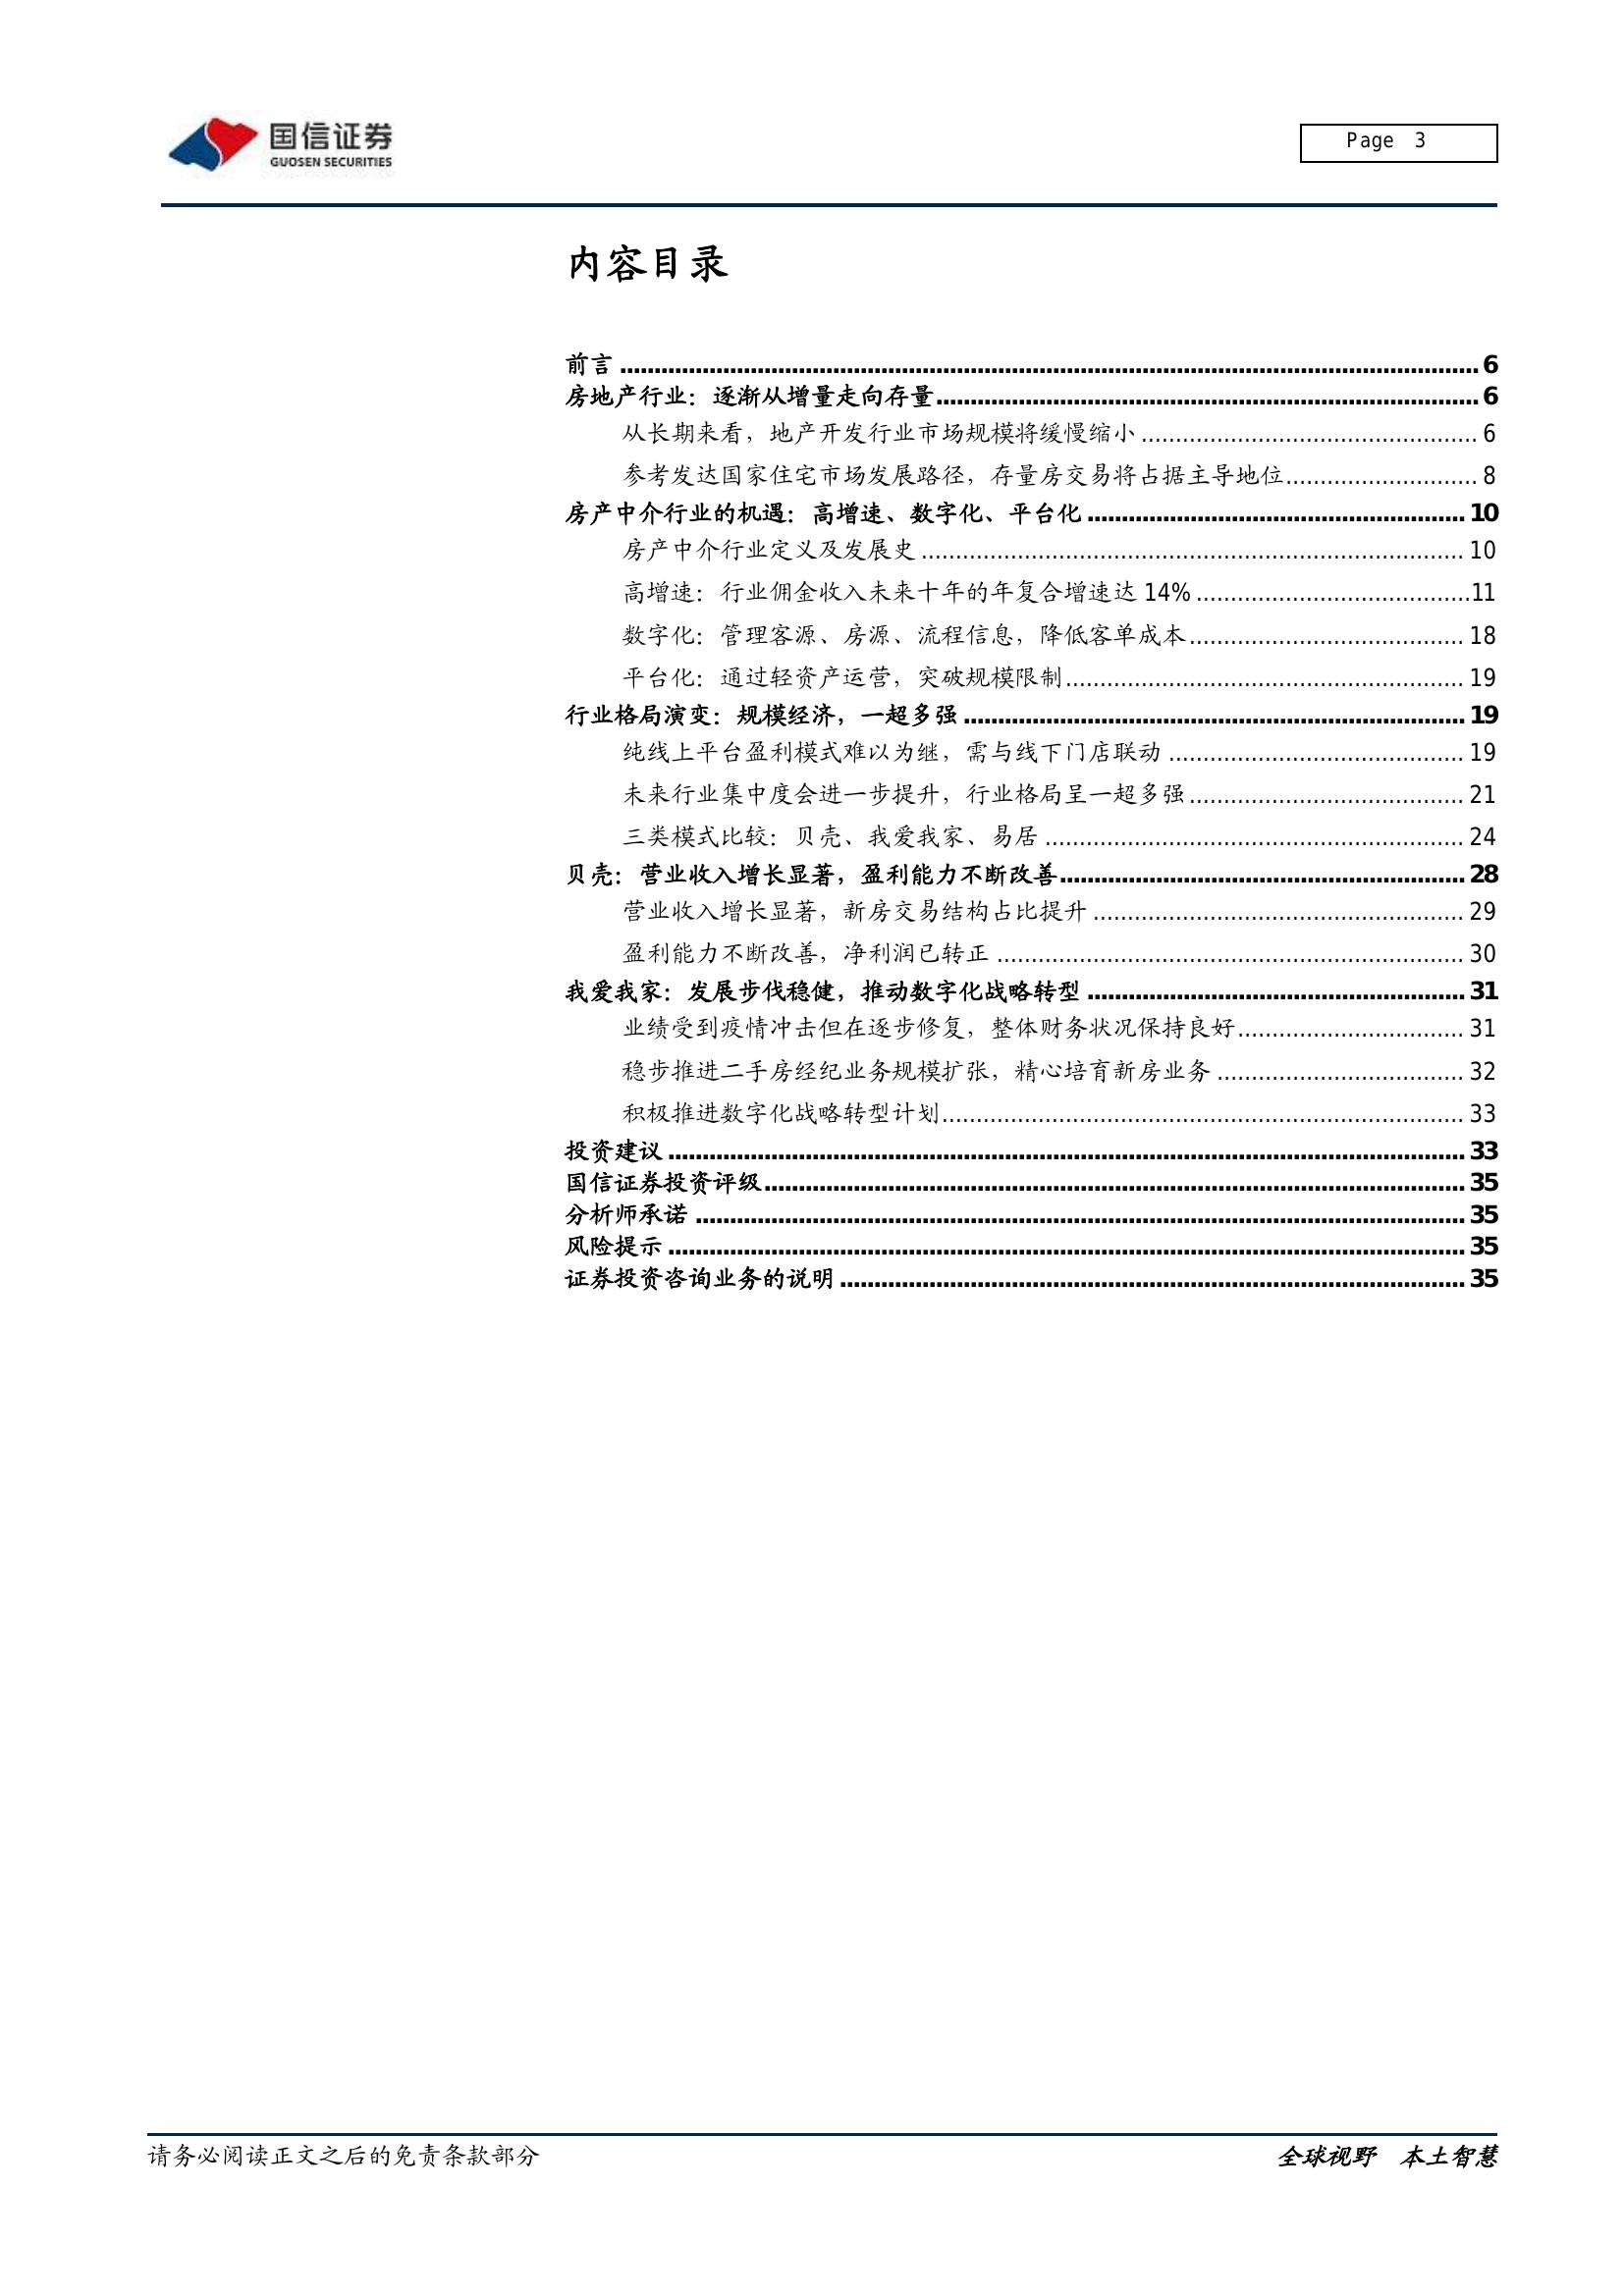 国信证券
GUOSEN SECURITIES
Page 3
内容目录
前言 ........ 6
房地产行业：逐渐从增量走向存量 ........ 6
从长期来看，地产开发行业市场规模将缓慢缩小 ........ 6
参考发达国家住宅市场发展路径，存量房交易将占据主导地位 ........ 8
房产中介行业的机遇：高增速、数字化、平台化 ........ 10
房产中介行业定义及发展史 ........ 10
高增速：行业佣金收入未来十年的年复合增速达 14% ........ 11
数字化：管理客源、房源、流程信息，降低客单成本 ........ 18
平台化：通过轻资产运营，突破规模限制 ........ 19
行业格局演变：规模经济，一超多强 ........ 19
纯线上平台盈利模式难以为继，需与线下门店联动 ........ 19
未来行业集中度会进一步提升，行业格局呈一超多强 ........ 21
三类模式比较：贝壳、我爱我家、易居 ........ 24
贝壳：营业收入增长显著，盈利能力不断改善 ........ 28
营业收入增长显著，新房交易结构占比提升 ........ 29
盈利能力不断改善，净利润已转正 ........ 30
我爱我家：发展步伐稳健，推动数字化战略转型 ........ 31
业绩受到疫情冲击但在逐步修复，整体财务状况保持良好 ........ 31
稳步推进二手房经纪业务规模扩张，精心培育新房业务 ........ 32
积极推进数字化战略转型计划 ........ 33
投资建议 ........ 33
国信证券投资评级 ........ 35
分析师承诺 ........ 35
风险提示 ........ 35
证券投资咨询业务的说明 ........ 35
请务必阅读正文之后的免责条款部分
全球视野 本土智慧